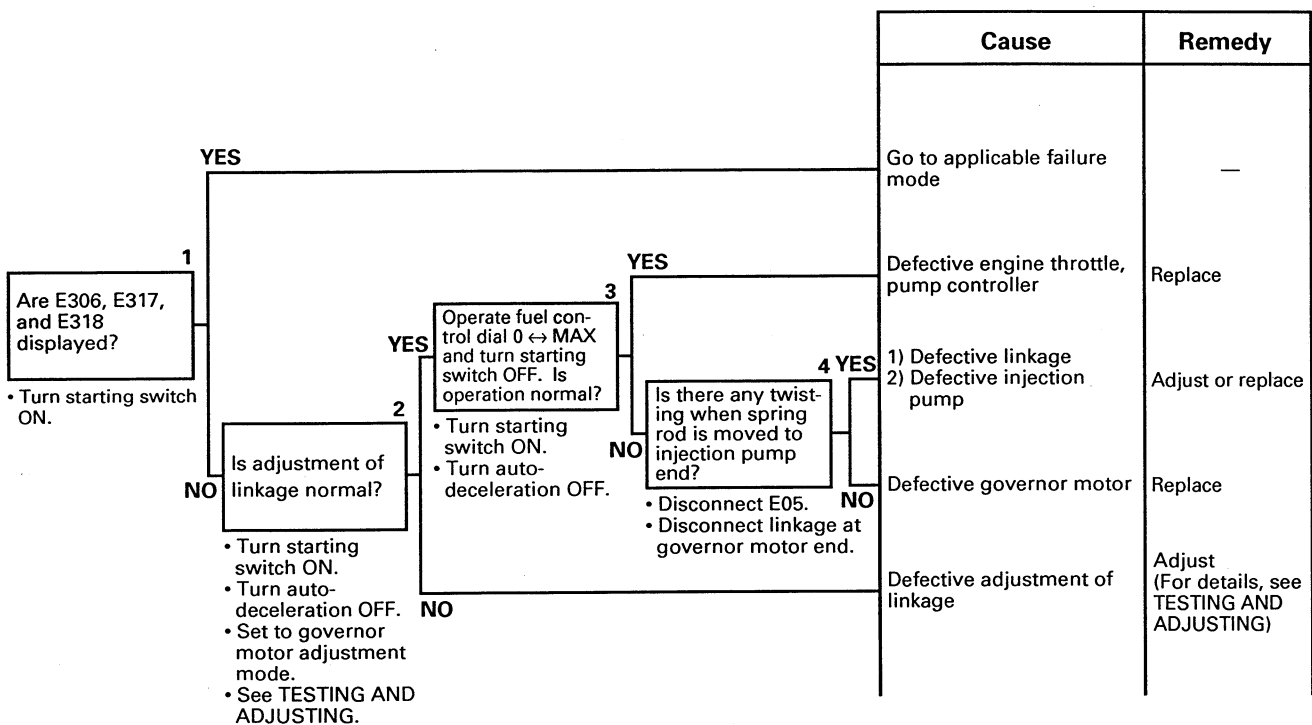 Cause
Remedy
YES
Go to applicable failure
mode
—
1
Are E306, E317,
and E318
displayed?
• Turn starting switch
ON.
NO
2
Is adjustment of
linkage normal?
• Turn starting
switch ON.
• Turn auto-
deceleration OFF.
• Set to governor
motor adjustment
mode.
• See TESTING AND
ADJUSTING.
YES
3
Operate fuel con-
trol dial 0 ↔ MAX
and turn starting
switch OFF. Is
operation normal?
• Turn starting
switch ON.
• Turn auto-
deceleration OFF.
YES
Defective engine throttle,
pump controller
Replace
NO
4
Is there any twist-
ing when spring
rod is moved to
injection pump
end?
• Disconnect E05.
• Disconnect linkage at
governor motor end.
YES
1) Defective linkage
2) Defective injection
pump
Adjust or replace
NO
Defective governor motor
Replace
NO
Defective adjustment of
linkage
Adjust
(For details, see
TESTING AND
ADJUSTING)